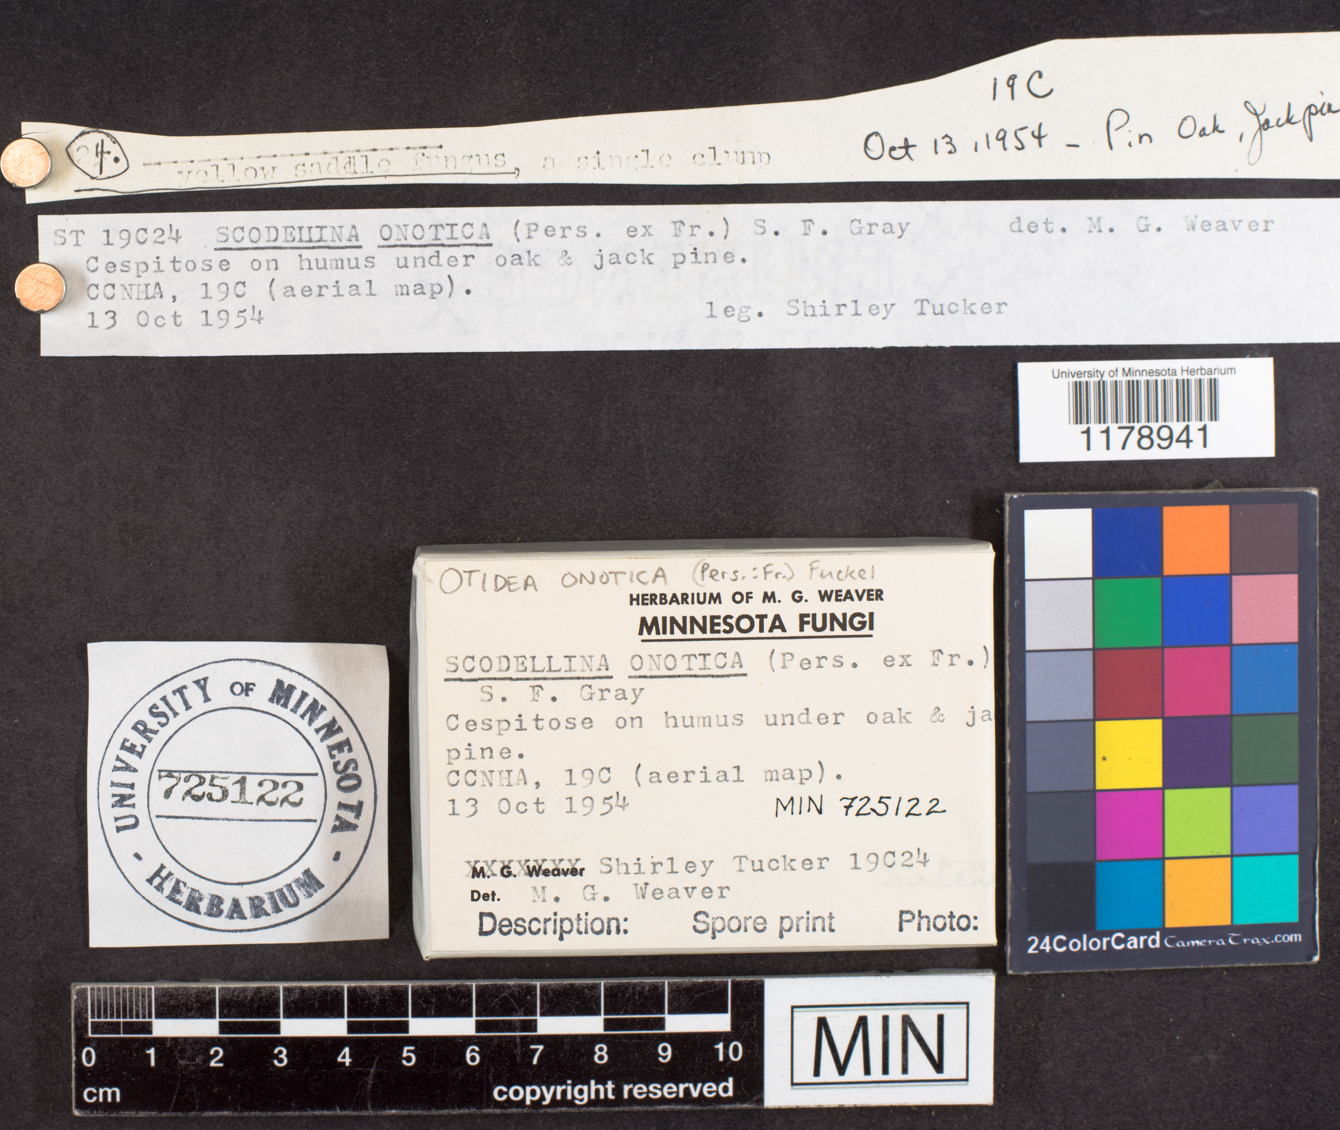 19C
24. yellow saddle fungus, a single clump
Oct 13, 1954 - Pin Oak, Jack pin
ST 19C24 SCODELLINA ONOTICA (Pers. ex Fr.) S. F. Gray det. M. G. Weaver
Cespitose on humus under oak & jack pine.
CCNHA, 19C (aerial map).
13 Oct 1954 leg. Shirley Tucker
University of Minnesota Herbarium
1178941
OTIDEA ONOTICA (Pers.:Fr.) Fuckel
HERBARIUM OF M. G. WEAVER
MINNESOTA FUNGI
SCODELLINA ONOTICA (Pers. ex Fr.)
S. F. Gray
Cespitose on humus under oak & ja
pine.
CCNHA, 19C (aerial map).
13 Oct 1954 MIN 725122
XXXXXXX Shirley Tucker 19C24
M. G. Weaver
Det. M. G. Weaver
Description: Spore print Photo:
UNIVERSITY OF MINNESOTA
725122
- HERBARIUM -
24ColorCard CameraTrax.com
0 1 2 3 4 5 6 7 8 9 10
cm copyright reserved
MIN